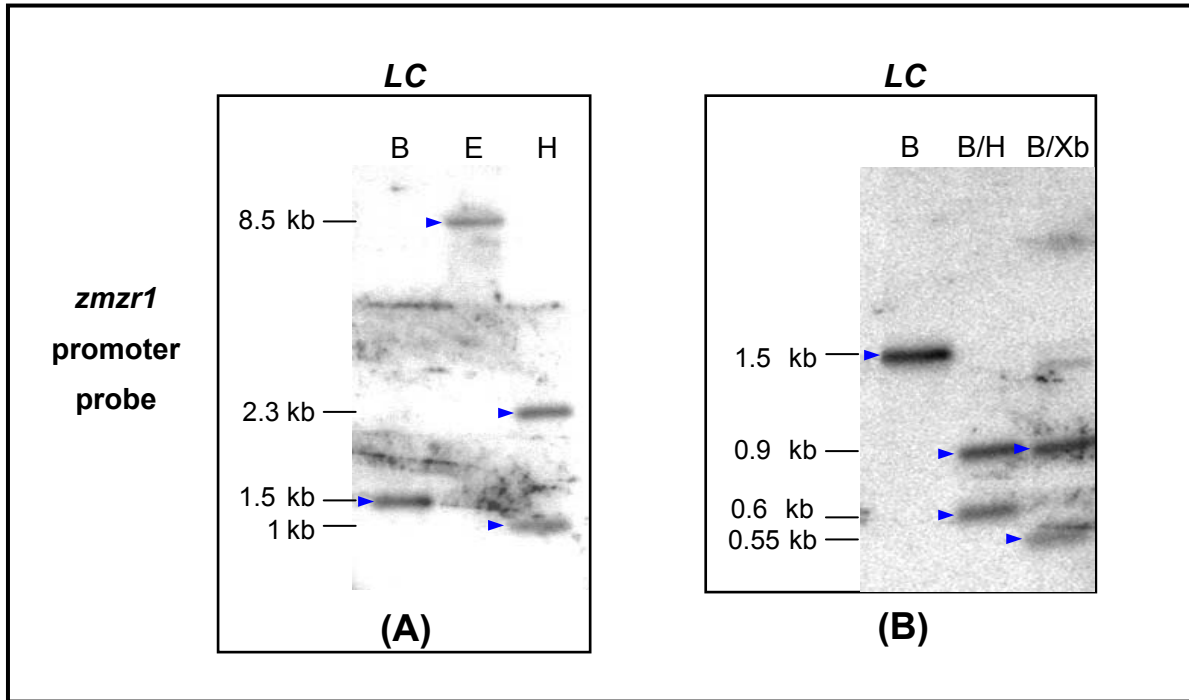 zmzr1
promoter
probe
LC
B E H
8.5 kb
2.3 kb
1.5 kb
1 kb
(A)
LC
B B/H B/Xb
1.5 kb
0.9 kb
0.6 kb
0.55 kb
(B)